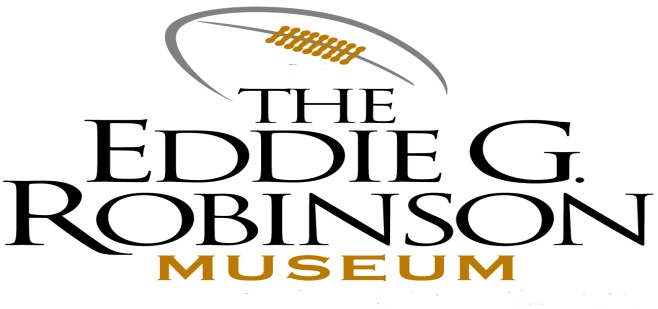 THE
EDDIE G.
ROBINSON
MUSEUM